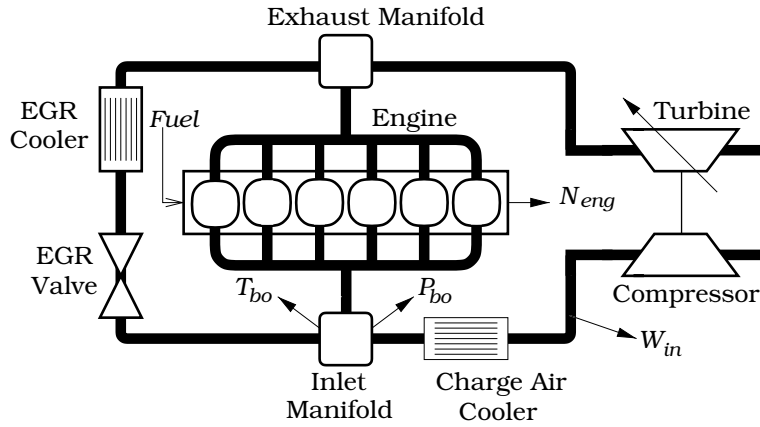 Exhaust Manifold
EGR
Cooler
Fuel
Engine
Turbine
N_eng
EGR
Valve
T_bo
P_bo
Compressor
W_in
Inlet
Manifold
Charge Air
Cooler